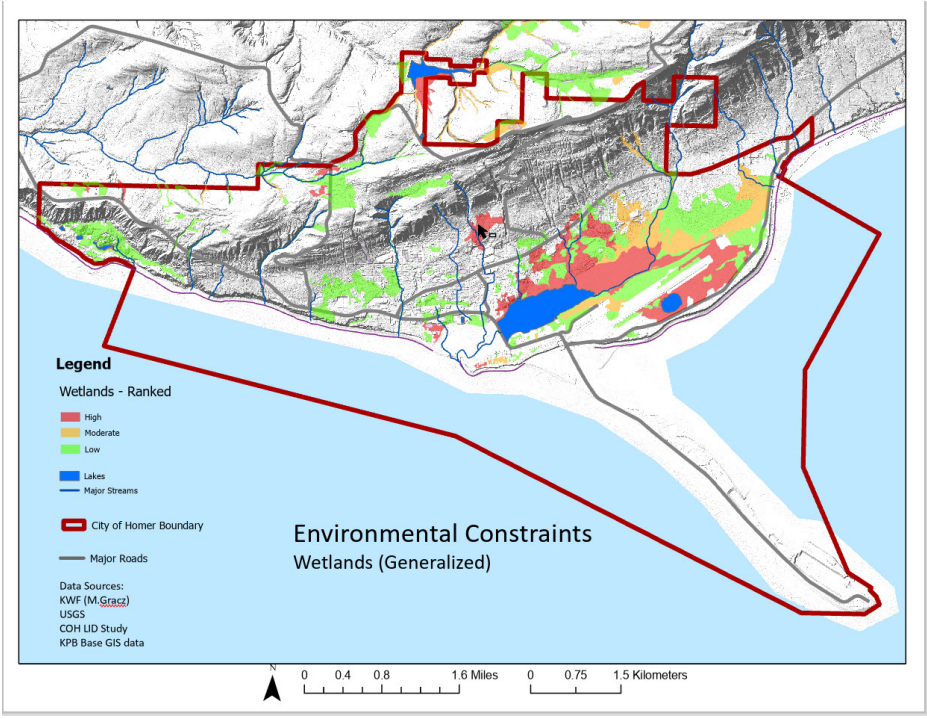 Legend
Wetlands - Ranked
High
Moderate
Low
Lakes
Major Streams
City of Homer Boundary
Major Roads
Data Sources:
KWF (M.Gracz)
USGS
COH LID Study
KPB Base GIS data
Environmental Constraints
Wetlands (Generalized)
N
0 0.4 0.8 1.6 Miles
0 0.75 1.5 Kilometers